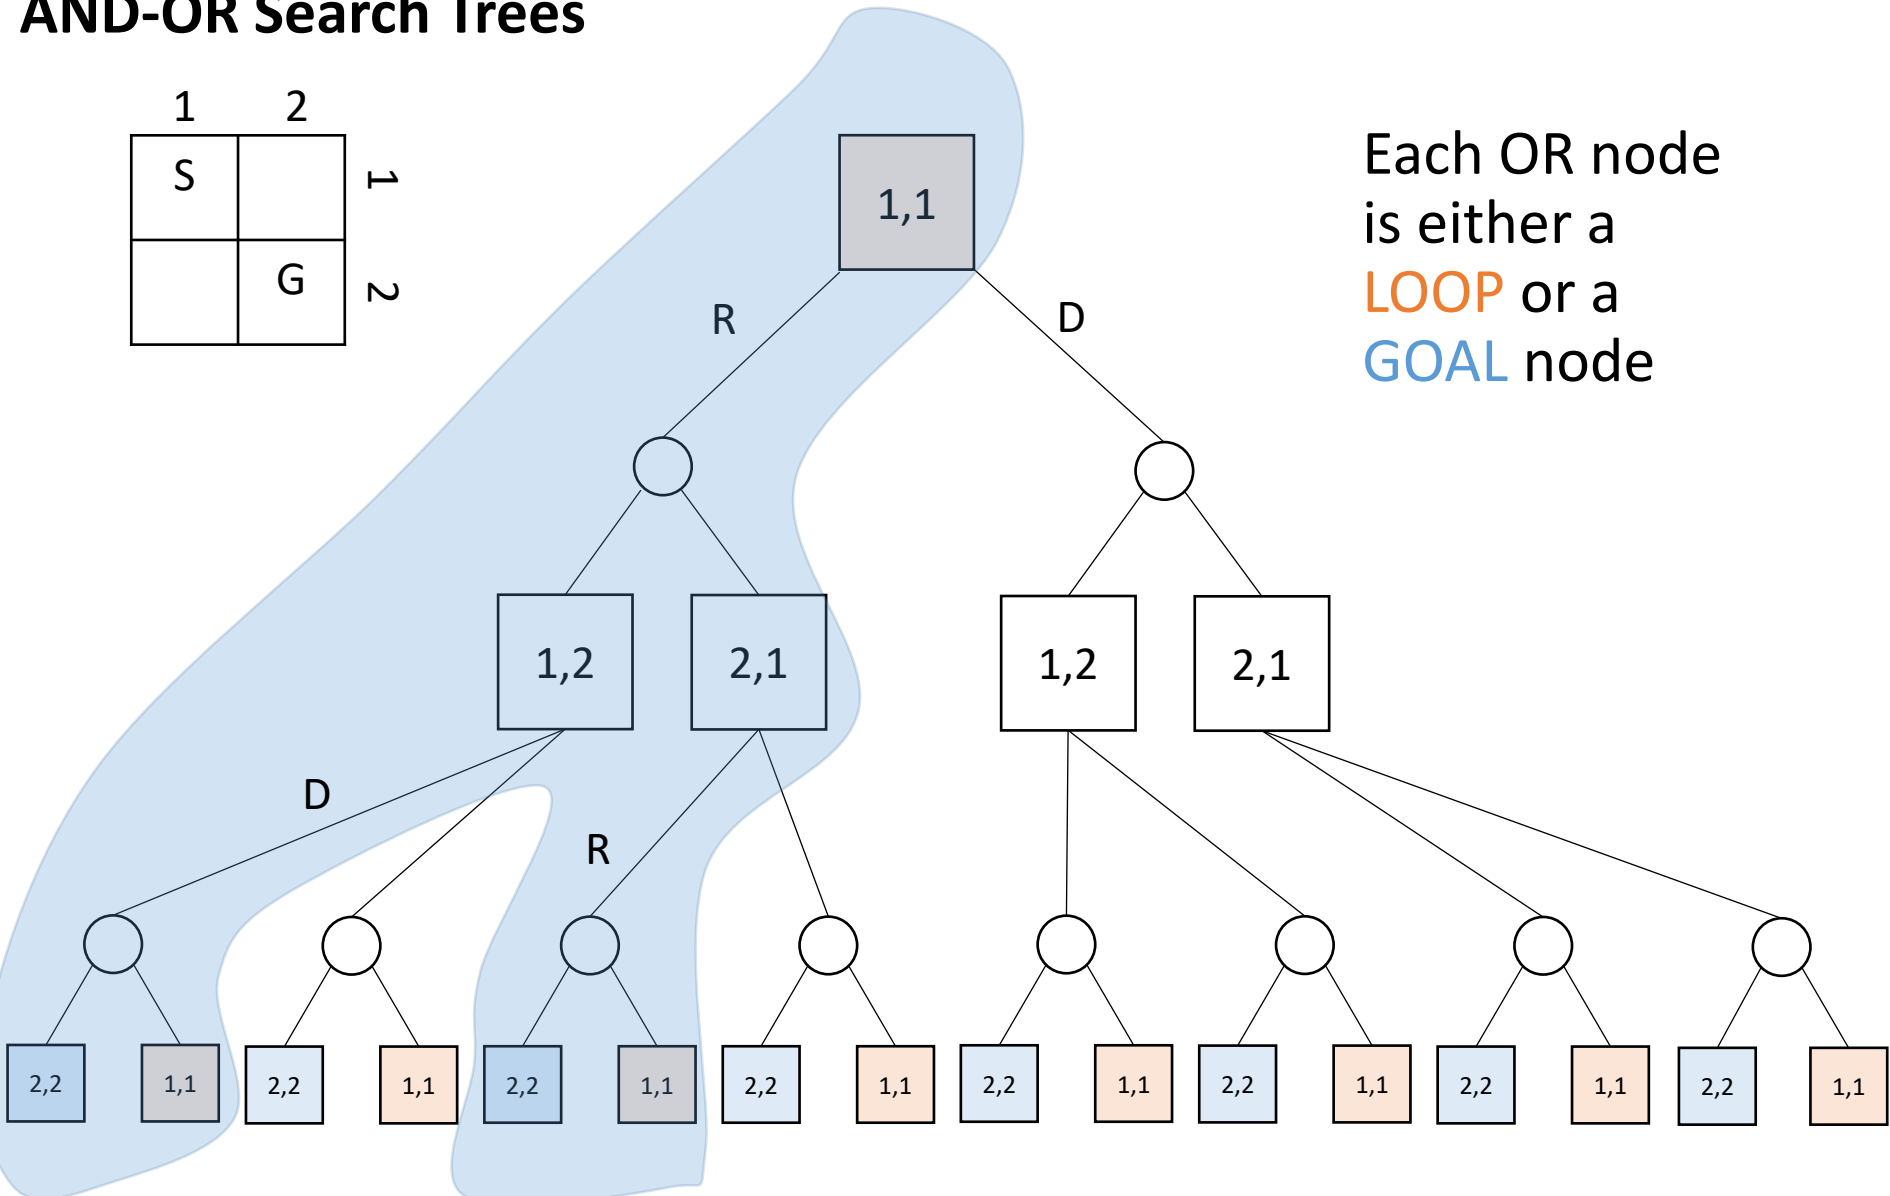 AND-OR Search Trees
1 2
S
1
G
2
Each OR node
is either a
LOOP or a
GOAL node
1,1
R D
1,2 2,1 1,2 2,1
D
R
2,2 1,1 2,2 1,1 2,2 1,1 2,2 1,1 2,2 1,1 2,2 1,1 2,2 1,1 2,2 1,1